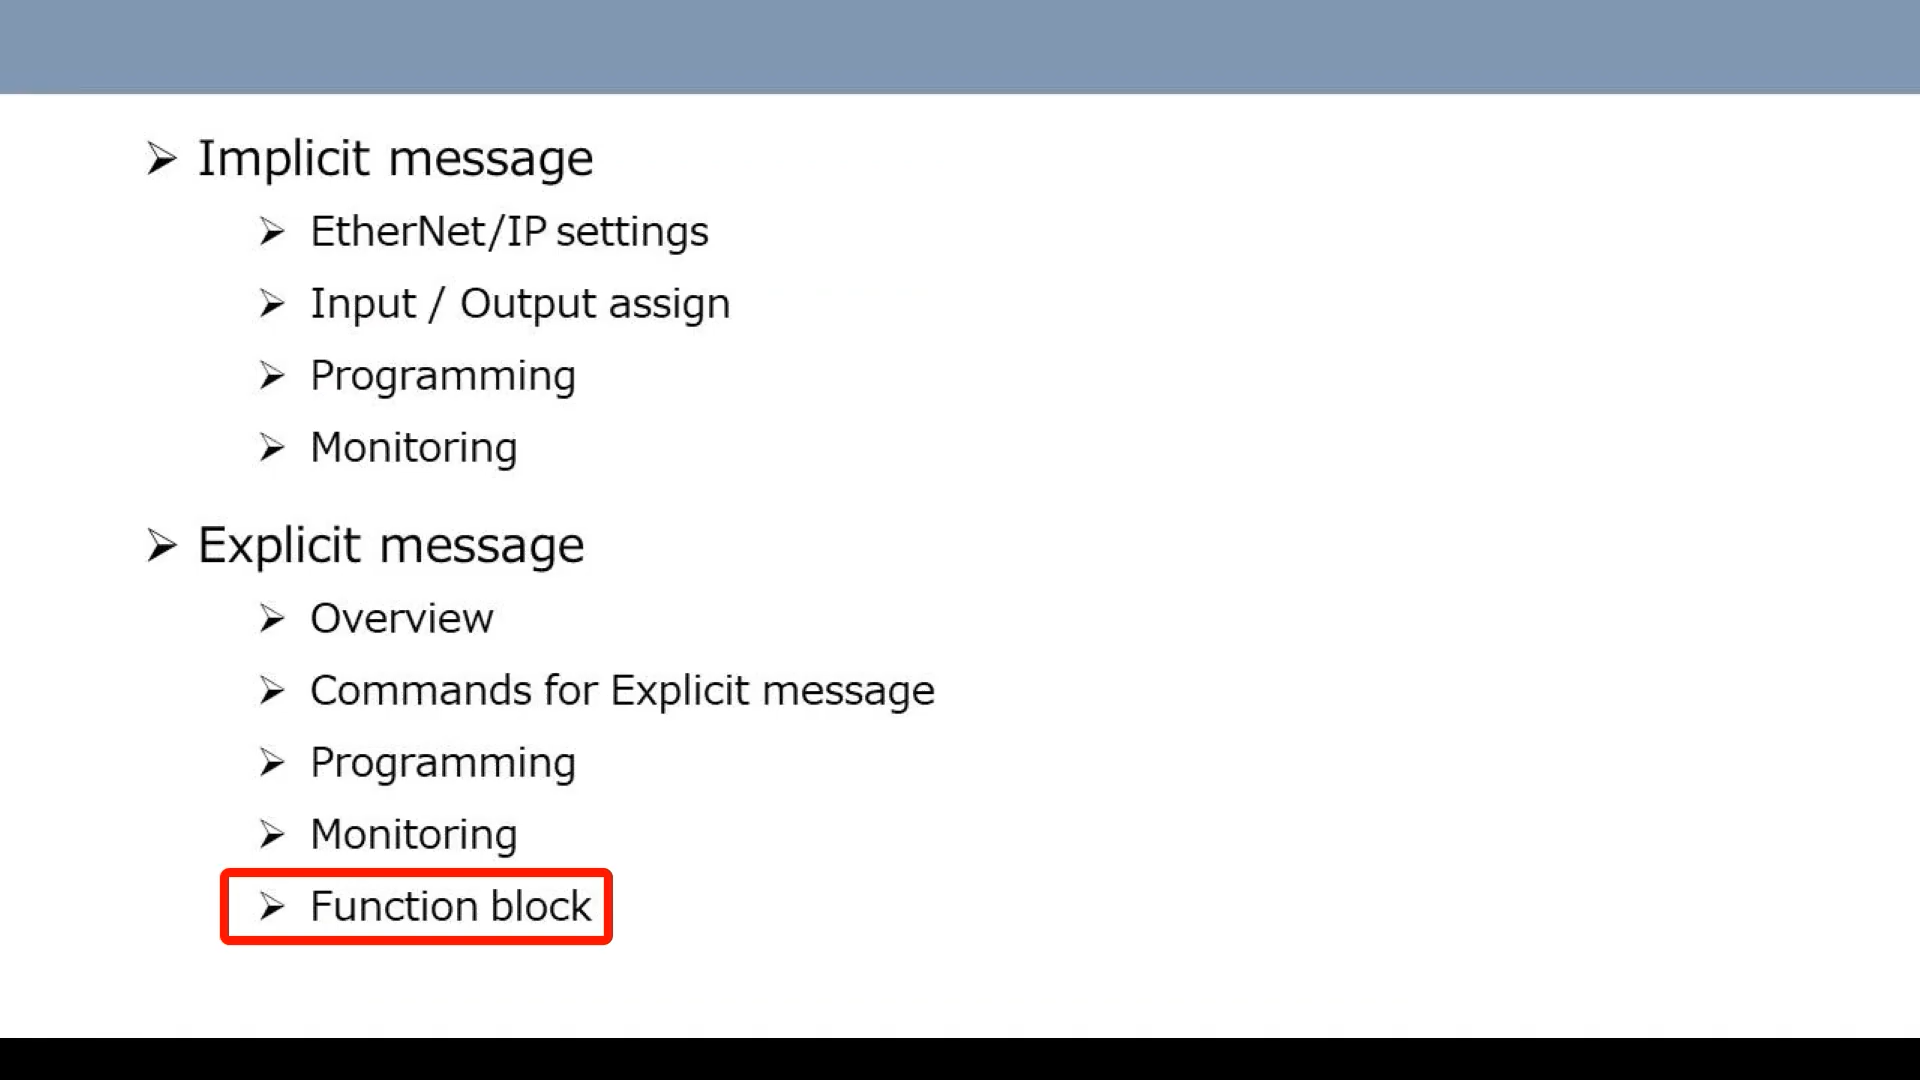 Implicit message
EtherNet/IP settings
Input / Output assign
Programming
Monitoring
Explicit message
Overview
Commands for Explicit message
Programming
Monitoring
Function block